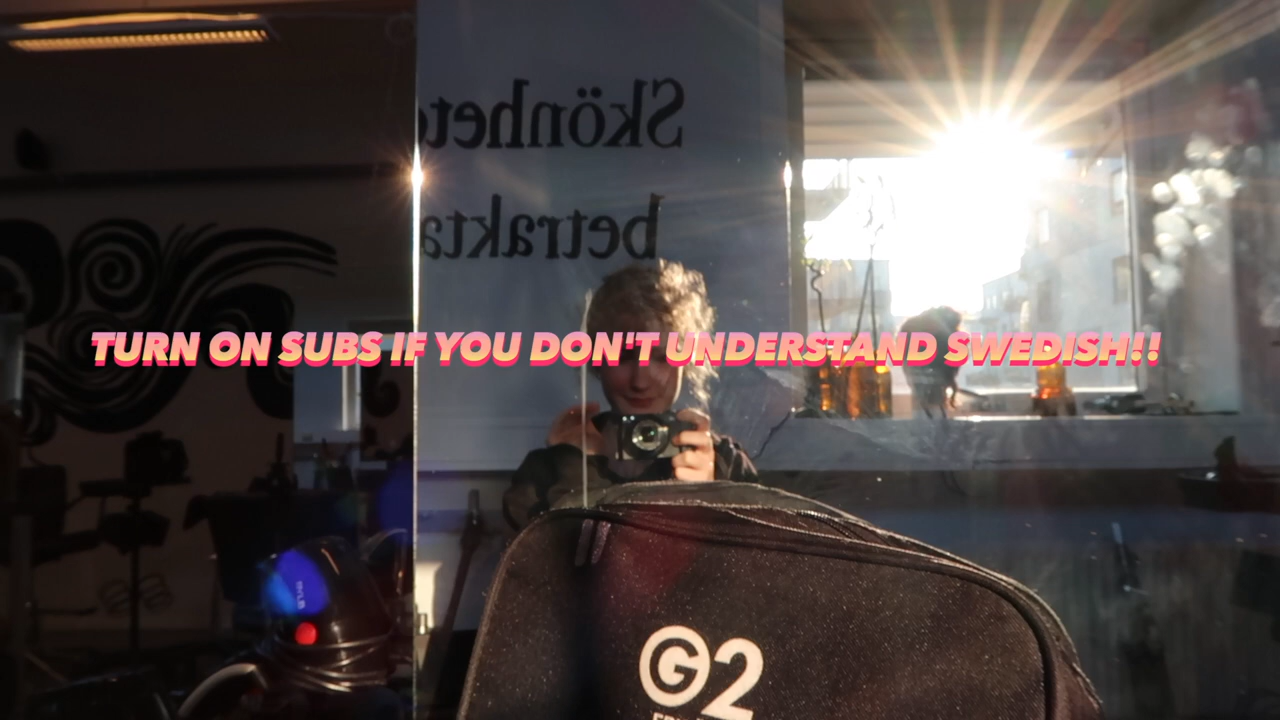 Skönhet
betrakta
TURN ON SUBS IF YOU DON'T UNDERSTAND SWEDISH!!
G2